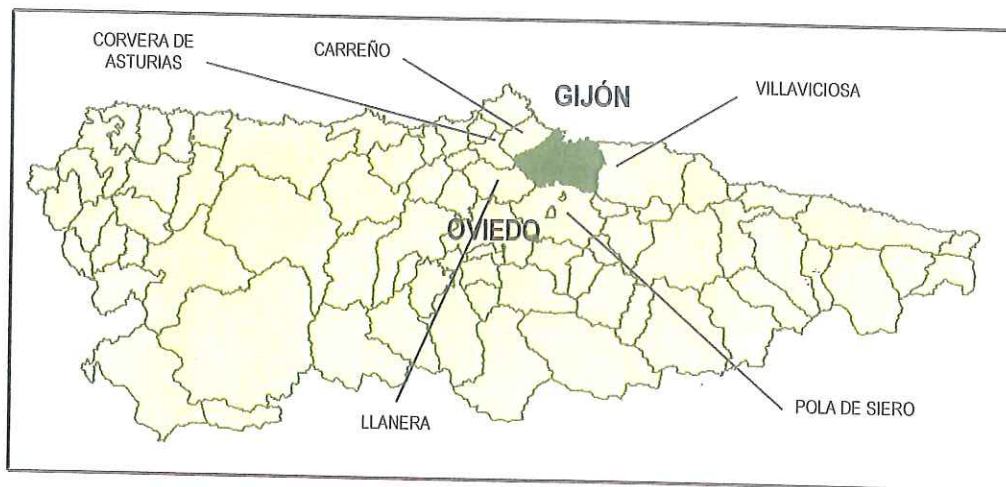 CORVERA DE
ASTURIAS
CARREÑO
GIJÓN
VILLAVICIOSA
OVIEDO
LLANERA
POLA DE SIERO